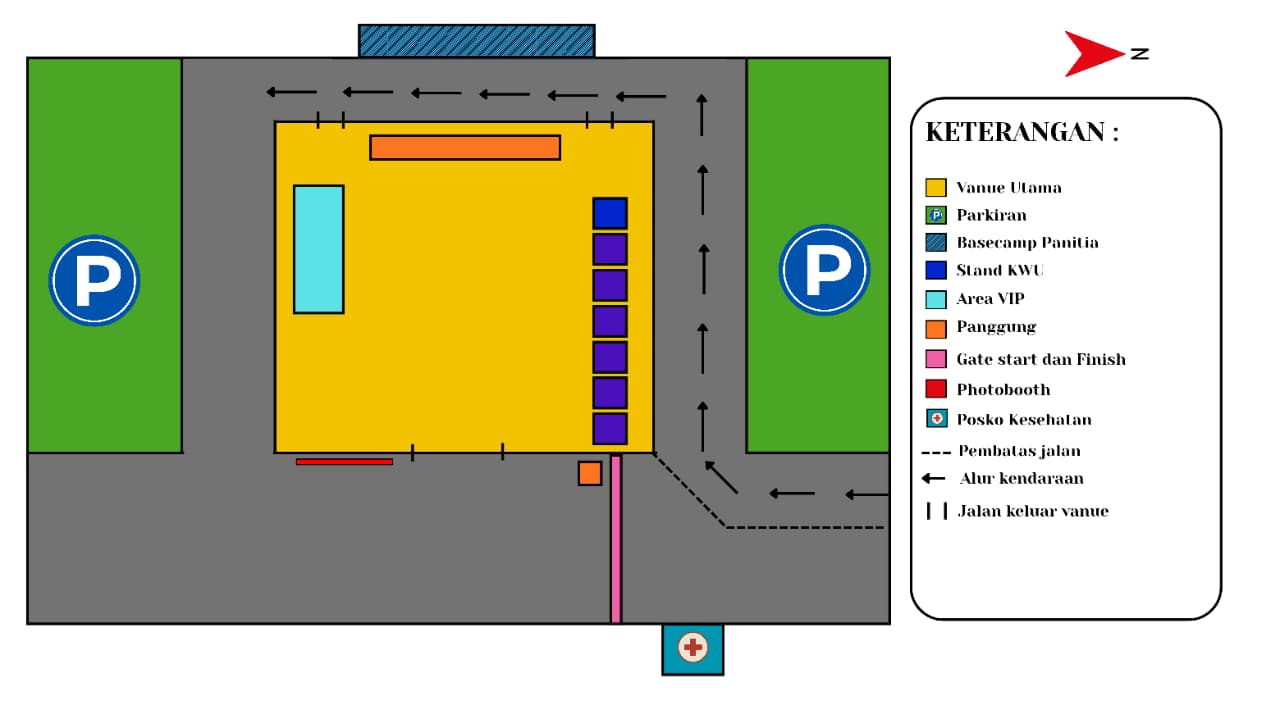 N
KETERANGAN :
Vanue Utama
P
Parkiran
Basecamp Panitia
Stand KWU
Area VIP
Panggung
Gate start dan Finish
Photobooth
Posko Kesehatan
Pembatas jalan
Alur kendaraan
Jalan keluar vanue
P
P